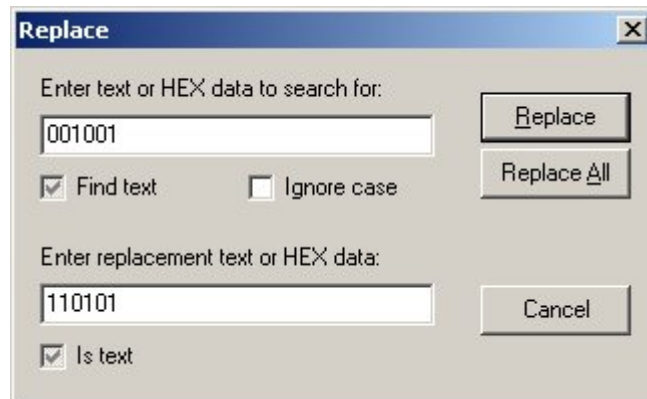 Replace
Enter text or HEX data to search for:
001001
Replace
Find text
Ignore case
Replace All
Enter replacement text or HEX data:
110101
Cancel
Is text